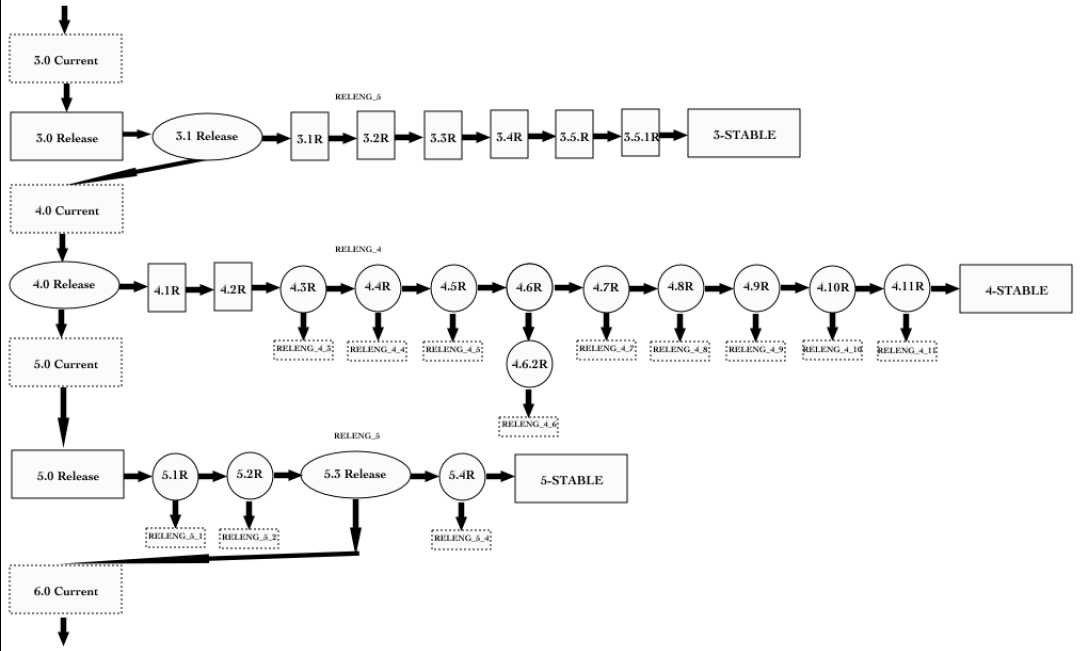 3.0 Current
RELENG_5
3.0 Release
3.1 Release
3.1R
3.2R
3.3R
3.4R
3.5.R
3.5.1R
3-STABLE
4.0 Current
RELENG_4
4.0 Release
4.1R
4.2R
4.3R
4.4R
4.5R
4.6R
4.7R
4.8R
4.9R
4.10R
4.11R
4-STABLE
RELENG_4_3
RELENG_4_4
RELENG_4_5
RELENG_4_7
RELENG_4_8
RELENG_4_9
RELENG_4_10
RELENG_4_11
5.0 Current
4.6.2R
RELENG_4_6
RELENG_5
5.0 Release
5.1R
5.2R
5.3 Release
5.4R
5-STABLE
RELENG_5_1
RELENG_5_2
RELENG_5_4
6.0 Current